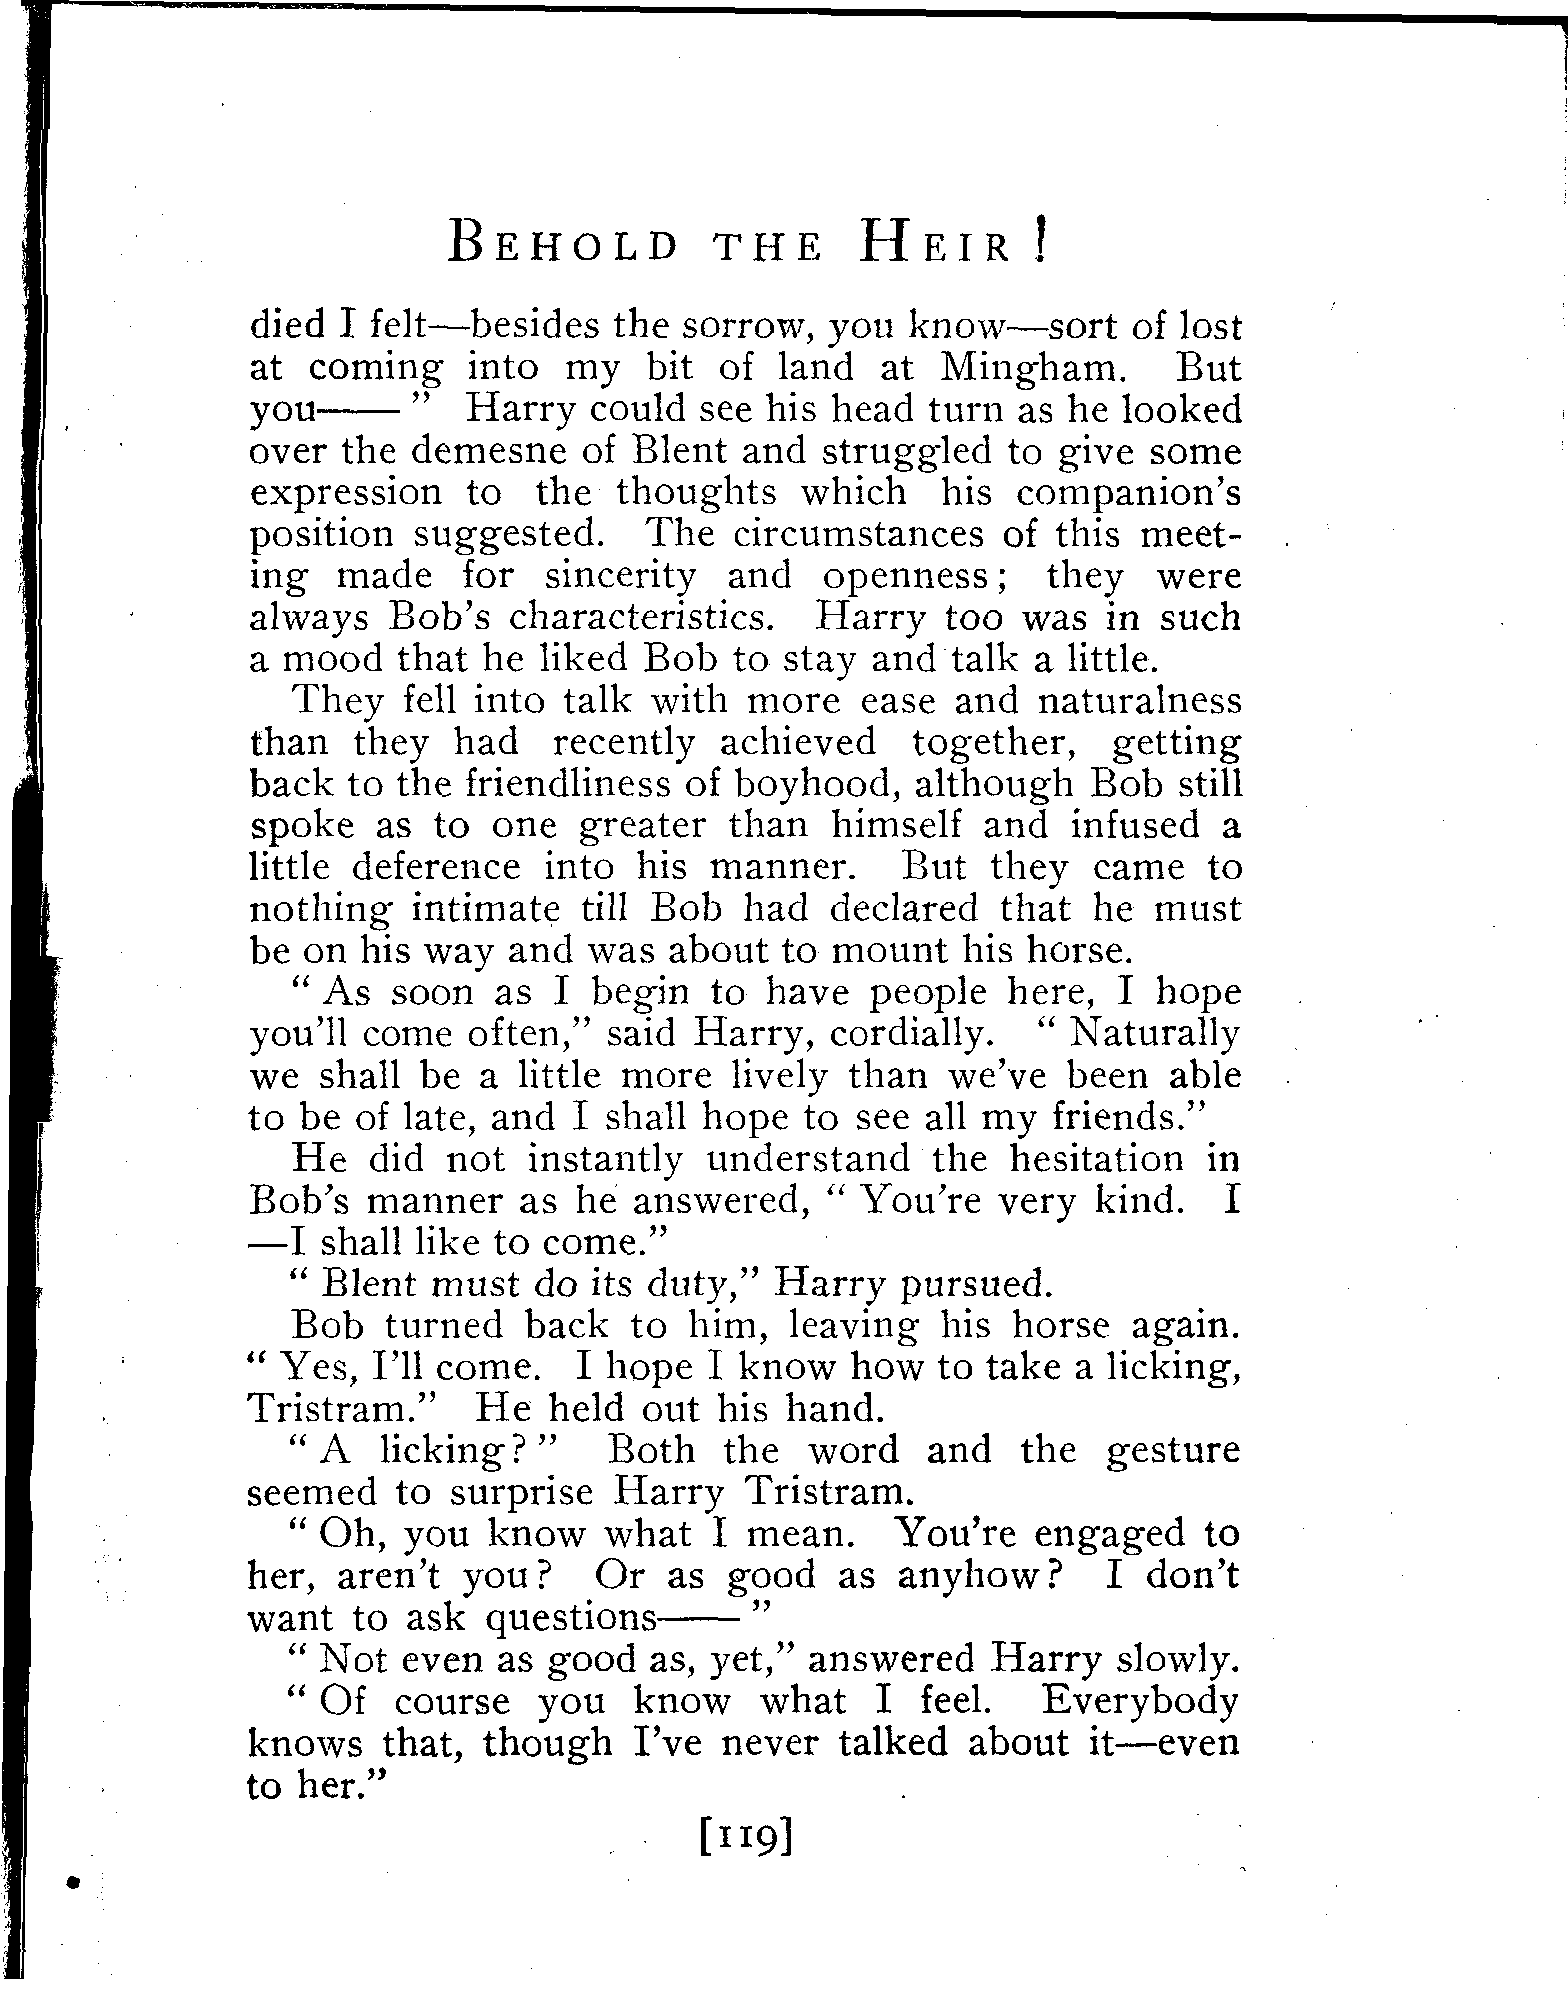 BEHOLD THE HEIR!
died I felt—besides the sorrow, you know—sort of lost
at coming into my bit of land at Mingham. But
you——" Harry could see his head turn as he looked
over the demesne of Blent and struggled to give some
expression to the thoughts which his companion's
position suggested. The circumstances of this meet-
ing made for sincerity and openness; they were
always Bob's characteristics. Harry too was in such
a mood that he liked Bob to stay and talk a little.
They fell into talk with more ease and naturalness
than they had recently achieved together, getting
back to the friendliness of boyhood, although Bob still
spoke as to one greater than himself and infused a
little deference into his manner. But they came to
nothing intimate till Bob had declared that he must
be on his way and was about to mount his horse.
"As soon as I begin to have people here, I hope
you'll come often," said Harry, cordially. "Naturally
we shall be a little more lively than we've been able
to be of late, and I shall hope to see all my friends."
He did not instantly understand the hesitation in
Bob's manner as he answered, "You're very kind. I
—I shall like to come."
"Blent must do its duty," Harry pursued.
Bob turned back to him, leaving his horse again.
"Yes, I'll come. I hope I know how to take a licking,
Tristram." He held out his hand.
"A licking?" Both the word and the gesture
seemed to surprise Harry Tristram.
"Oh, you know what I mean. You're engaged to
her, aren't you? Or as good as anyhow? I don't
want to ask questions——"
"Not even as good as, yet," answered Harry slowly.
"Of course you know what I feel. Everybody
knows that, though I've never talked about it—even
to her."
[119]